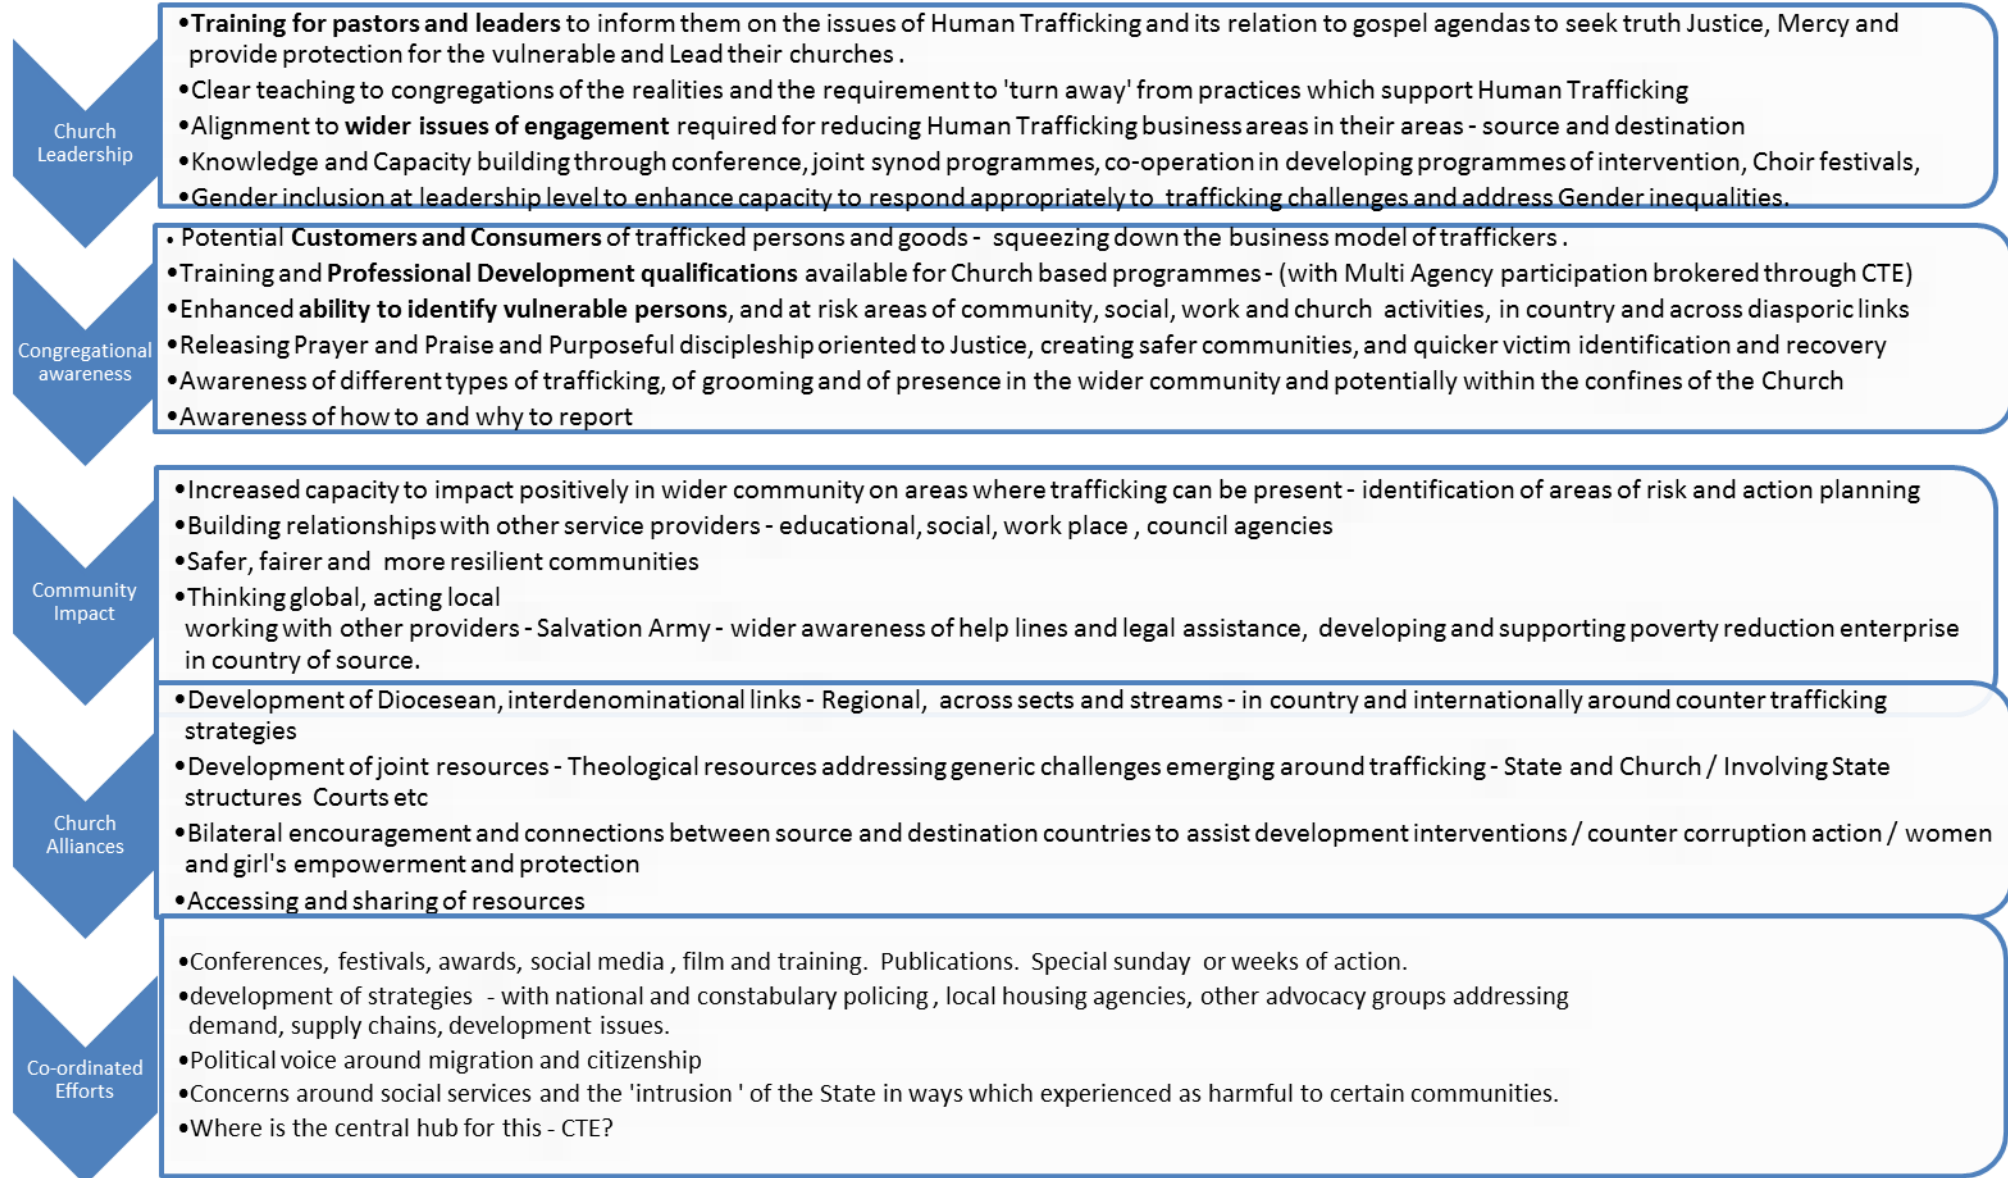 Church
Leadership
•Training for pastors and leaders to inform them on the issues of Human Trafficking and its relation to gospel agendas to seek truth Justice, Mercy and
provide protection for the vulnerable and Lead their churches .
•Clear teaching to congregations of the realities and the requirement to 'turn away' from practices which support Human Trafficking
•Alignment to wider issues of engagement required for reducing Human Trafficking business areas in their areas - source and destination
•Knowledge and Capacity building through conference, joint synod programmes, co-operation in developing programmes of intervention, Choir festivals,
•Gender inclusion at leadership level to enhance capacity to respond appropriately to trafficking challenges and address Gender inequalities.
Congregational
awareness
• Potential Customers and Consumers of trafficked persons and goods - squeezing down the business model of traffickers .
•Training and Professional Development qualifications available for Church based programmes - (with Multi Agency participation brokered through CTE)
•Enhanced ability to identify vulnerable persons, and at risk areas of community, social, work and church activities, in country and across diasporic links
•Releasing Prayer and Praise and Purposeful discipleship oriented to Justice, creating safer communities, and quicker victim identification and recovery
•Awareness of different types of trafficking, of grooming and of presence in the wider community and potentially within the confines of the Church
•Awareness of how to and why to report
Community
Impact
•Increased capacity to impact positively in wider community on areas where trafficking can be present - identification of areas of risk and action planning
•Building relationships with other service providers - educational, social, work place , council agencies
•Safer, fairer and more resilient communities
•Thinking global, acting local
working with other providers - Salvation Army - wider awareness of help lines and legal assistance, developing and supporting poverty reduction enterprise
in country of source.
Church
Alliances
•Development of Diocesean, interdenominational links - Regional, across sects and streams - in country and internationally around counter trafficking
strategies
•Development of joint resources - Theological resources addressing generic challenges emerging around trafficking - State and Church / Involving State
structures Courts etc
•Bilateral encouragement and connections between source and destination countries to assist development interventions / counter corruption action / women
and girl's empowerment and protection
•Accessing and sharing of resources
Co-ordinated
Efforts
•Conferences, festivals, awards, social media , film and training. Publications. Special sunday or weeks of action.
•development of strategies - with national and constabulary policing , local housing agencies, other advocacy groups addressing
demand, supply chains, development issues.
•Political voice around migration and citizenship
•Concerns around social services and the 'intrusion ' of the State in ways which experienced as harmful to certain communities.
•Where is the central hub for this - CTE?